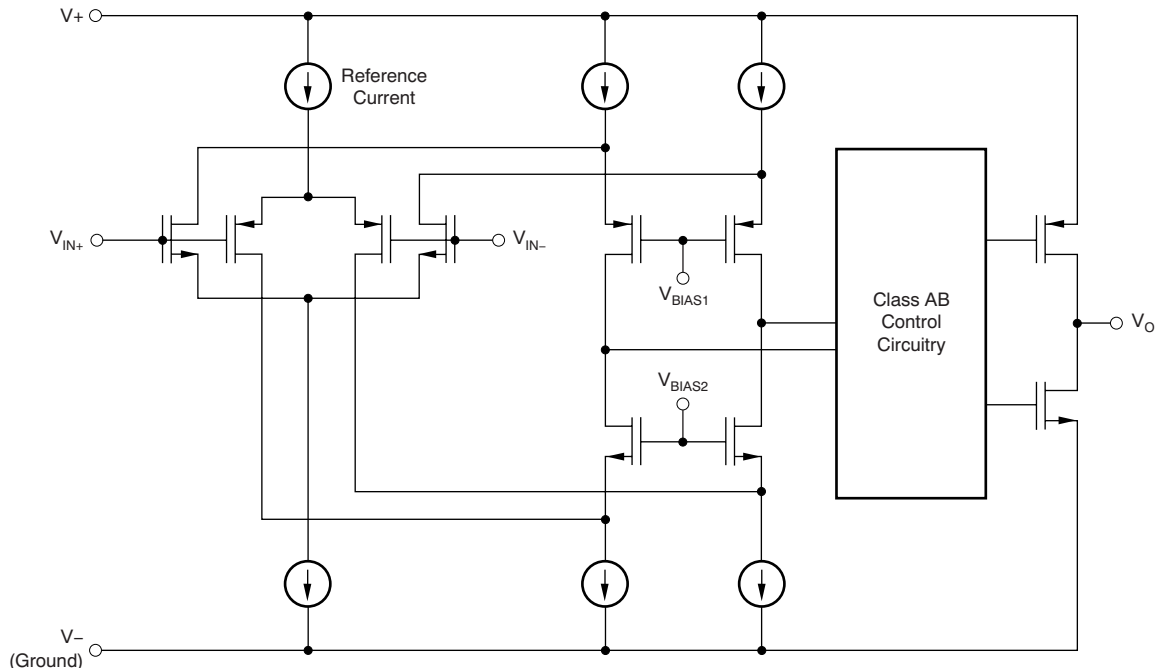 V+
Reference
Current
V_IN+
V_IN−
V_BIAS1
Class AB
Control
Circuitry
V_O
V_BIAS2
V−
(Ground)